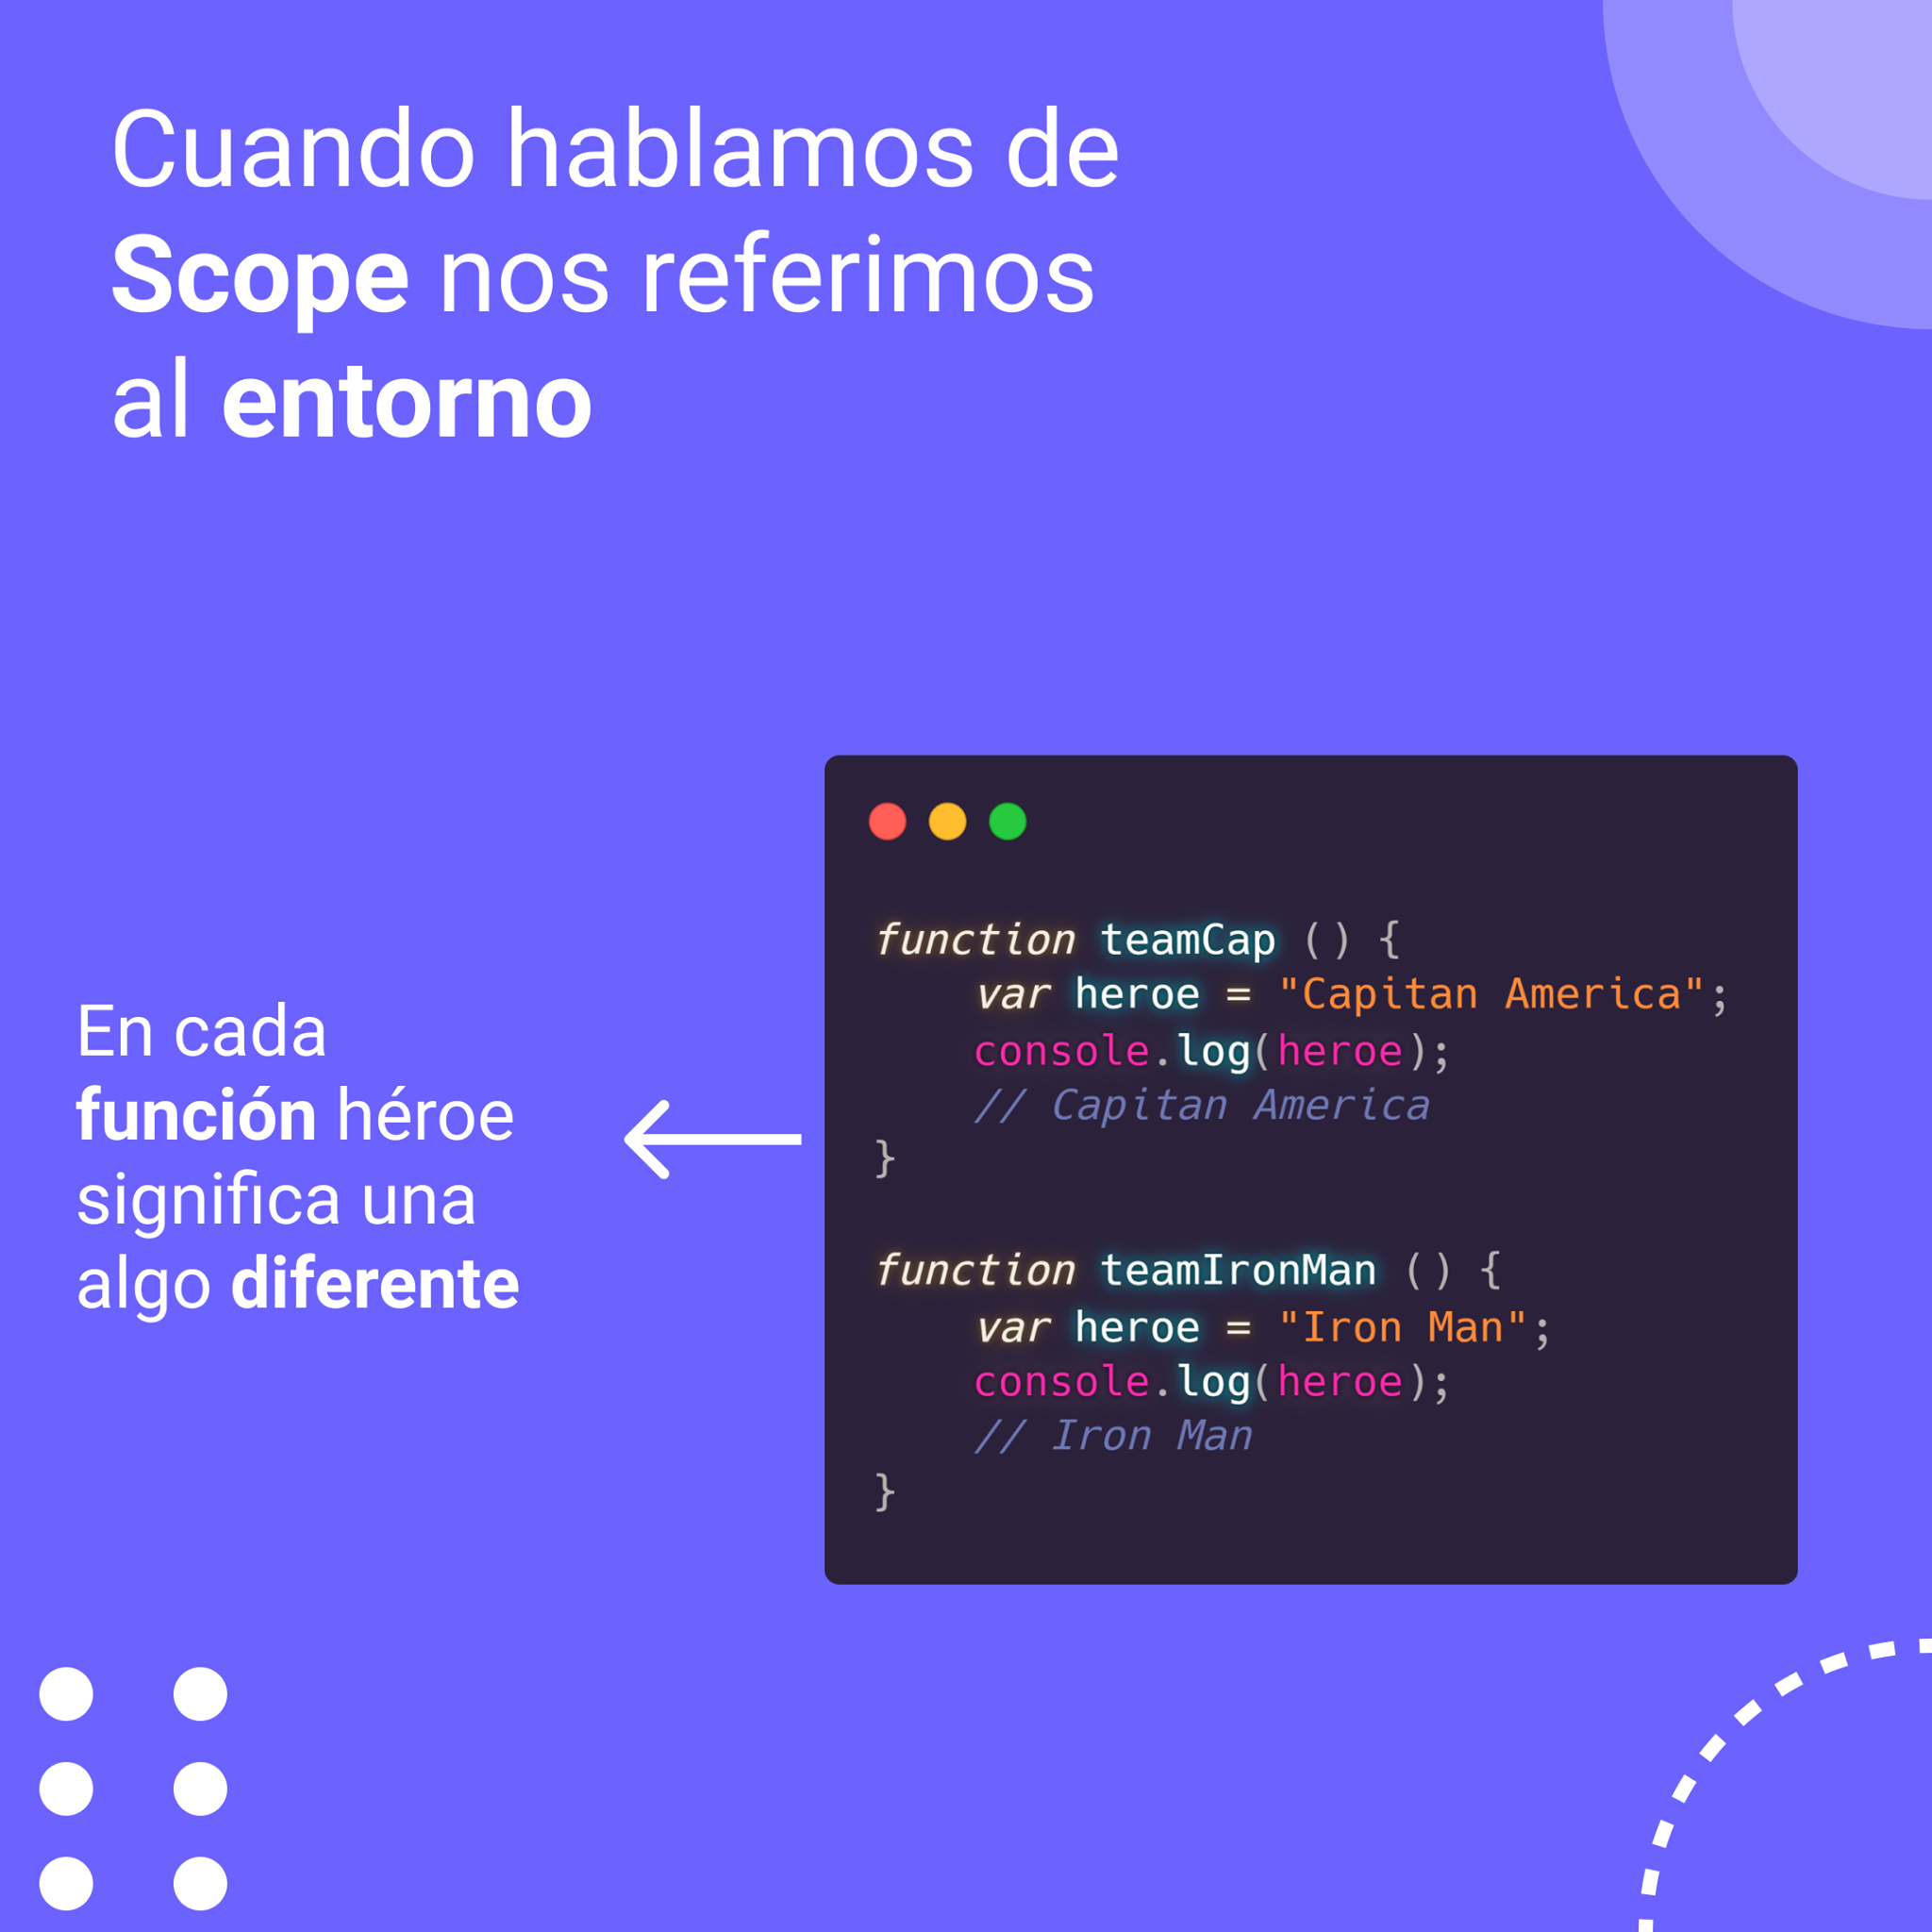 Cuando hablamos de
Scope nos referimos
al entorno
En cada
función héroe
significa una
algo diferente
function teamCap () {
    var heroe = "Capitan America";
    console.log(heroe);
    // Capitan America
}
function teamIronMan () {
    var heroe = "Iron Man";
    console.log(heroe);
    // Iron Man
}